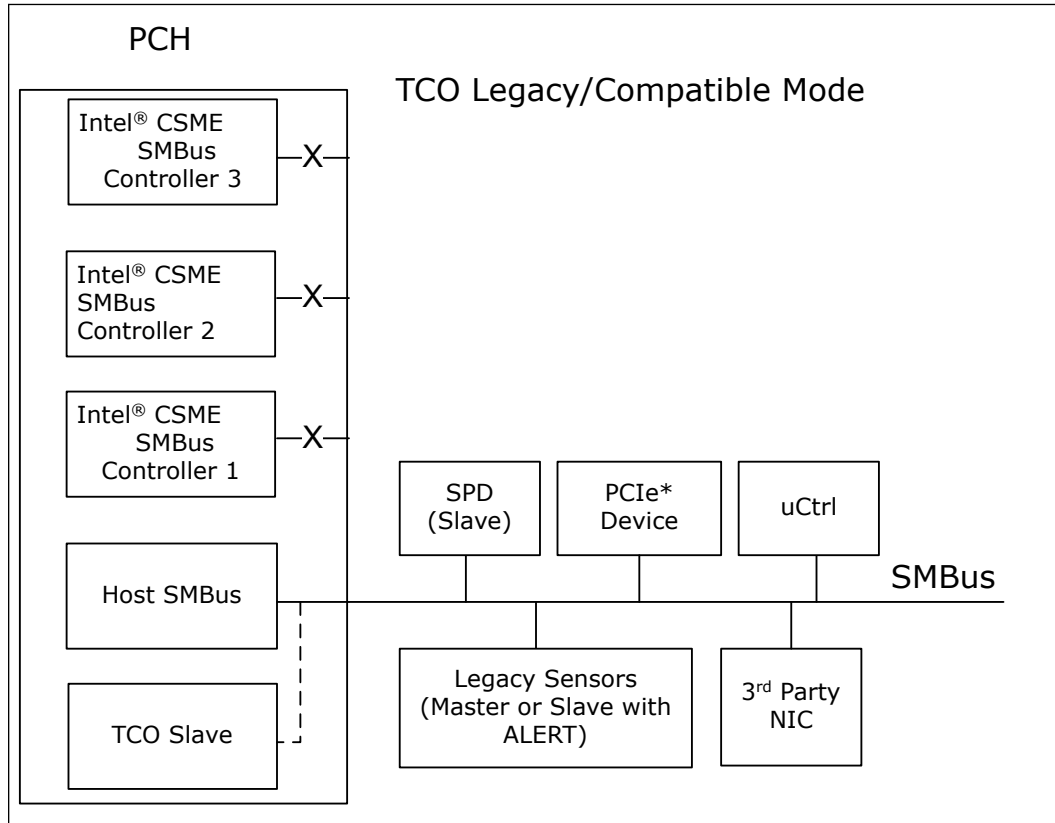 PCH
TCO Legacy/Compatible Mode
Intel® CSME
SMBus
Controller 3
X
Intel® CSME
SMBus
Controller 2
X
Intel® CSME
SMBus
Controller 1
X
SPD
(Slave)
PCIe*
Device
uCtrl
Host SMBus
SMBus
TCO Slave
Legacy Sensors
(Master or Slave with
ALERT)
3rd Party
NIC